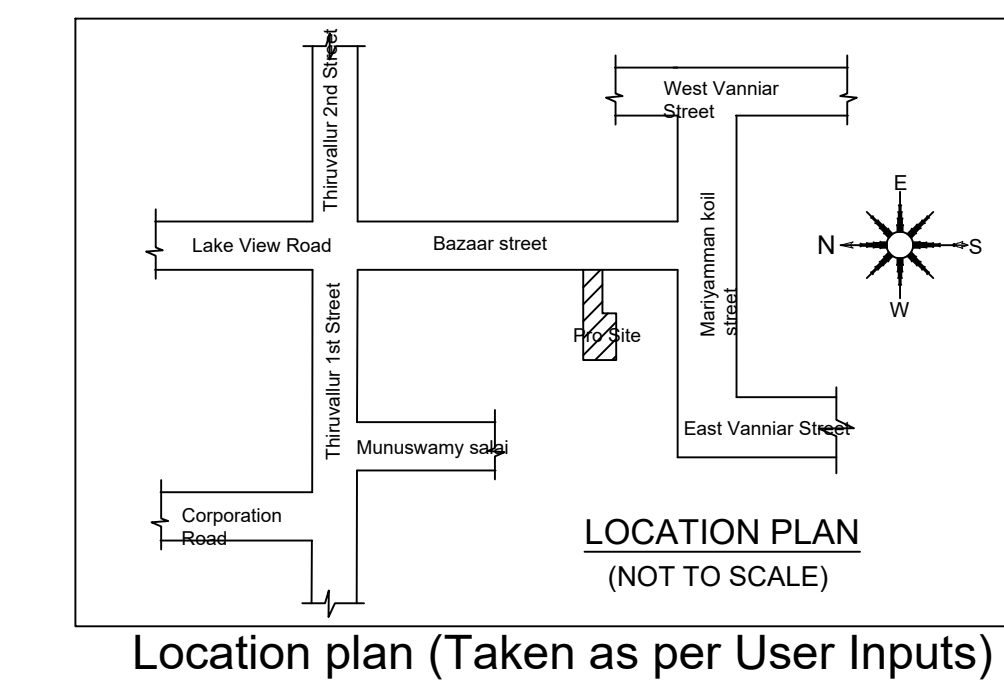 Thiruvallur 2nd Street
West Vanniar
Street
Lake View Road
Bazaar street
Mariyamman koil
street
E
N
S
W
Thiruvallur 1st Street
Pro Site
Munuswamy salai
East Vanniar Street
Corporation
Road
LOCATION PLAN
(NOT TO SCALE)
Location plan (Taken as per User Inputs)